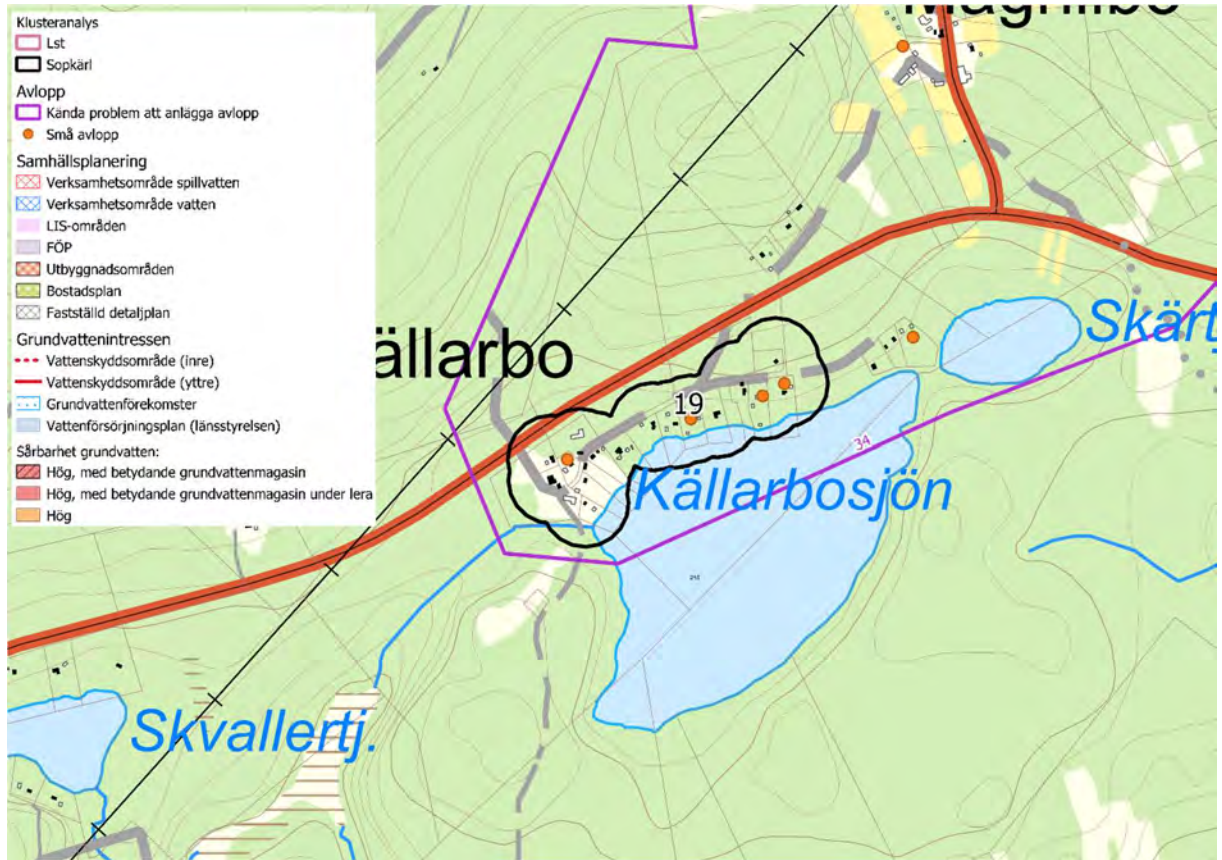 Klusteranalys
Lst
Sopkärl
Avlopp
Kända problem att anlägga avlopp
Små avlopp
Samhällsplanering
Verksamhetsområde spillvatten
Verksamhetsområde vatten
LIS-områden
FÖP
Utbyggnadsområden
Bostadsplan
Fastställd detaljplan
Grundvattenintressen
Vattenskyddsområde (inre)
Vattenskyddsområde (yttre)
Grundvattenförekomster
Vattenförsörjningsplan (länsstyrelsen)
Sårbarhet grundvatten:
Hög, med betydande grundvattenmagasin
Hög, med betydande grundvattenmagasin under lera
Hög
Skärtj
ällarbo
19
34
Källarbosjön
Skvallertj.